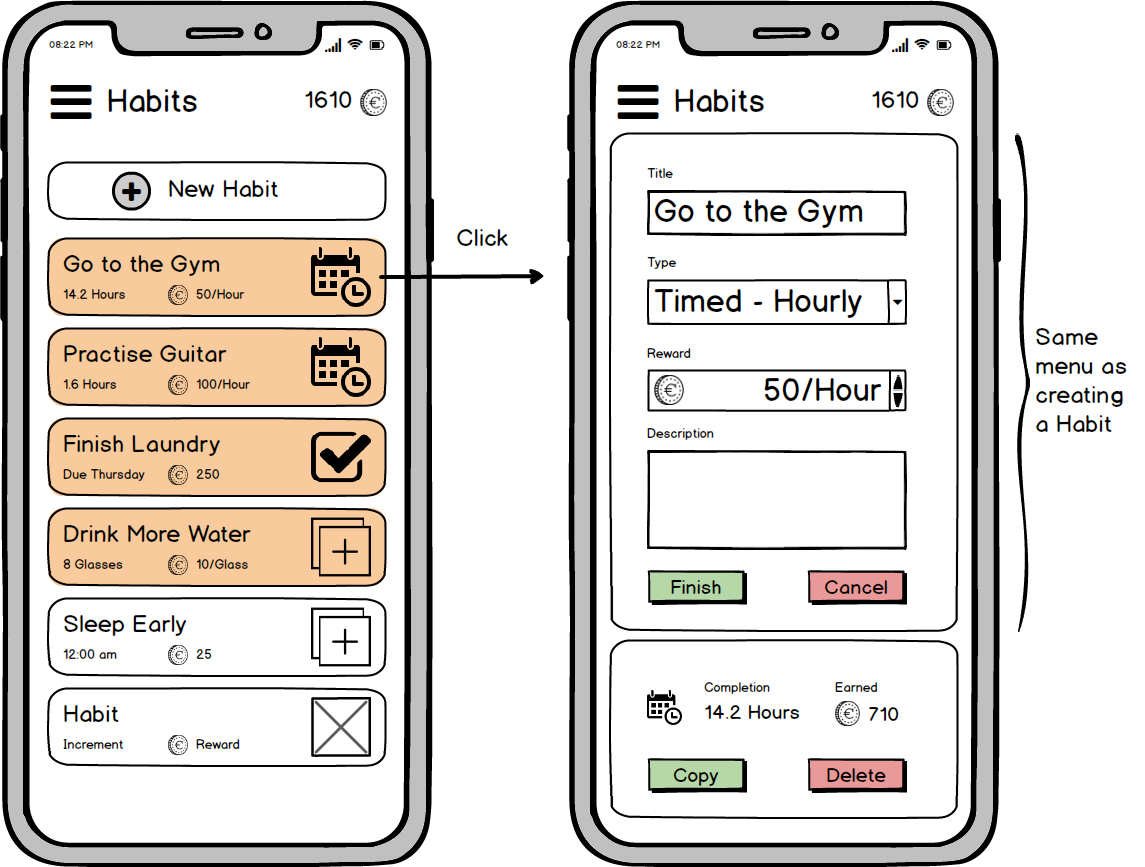 08:22 PM
Habits 1610
New Habit
Go to the Gym
14.2 Hours 50/Hour
Practise Guitar
1.6 Hours 100/Hour
Finish Laundry
Due Thursday 250
Drink More Water
8 Glasses 10/Glass
Sleep Early
12:00 am 25
Habit
Increment Reward
Click
08:22 PM
Habits 1610
Title
Go to the Gym
Type
Timed - Hourly
Reward
50/Hour
Description
Finish Cancel
Completion Earned
14.2 Hours 710
Copy Delete
Same
menu as
creating
a Habit